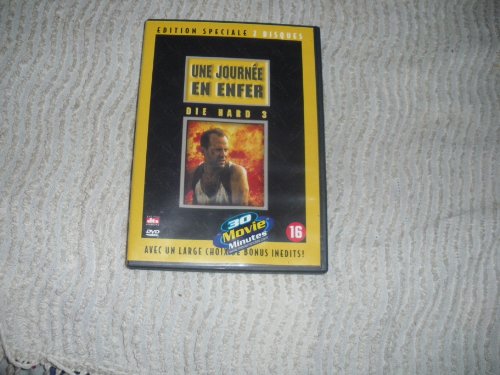 EDITION SPECIALE 2 DISQUES
UNE JOURNÉE
EN ENFER
DIE HARD 3
dts
DVD
30
Movie
Minutes
16
AVEC UN LARGE CHOIX DE BONUS INEDITS!